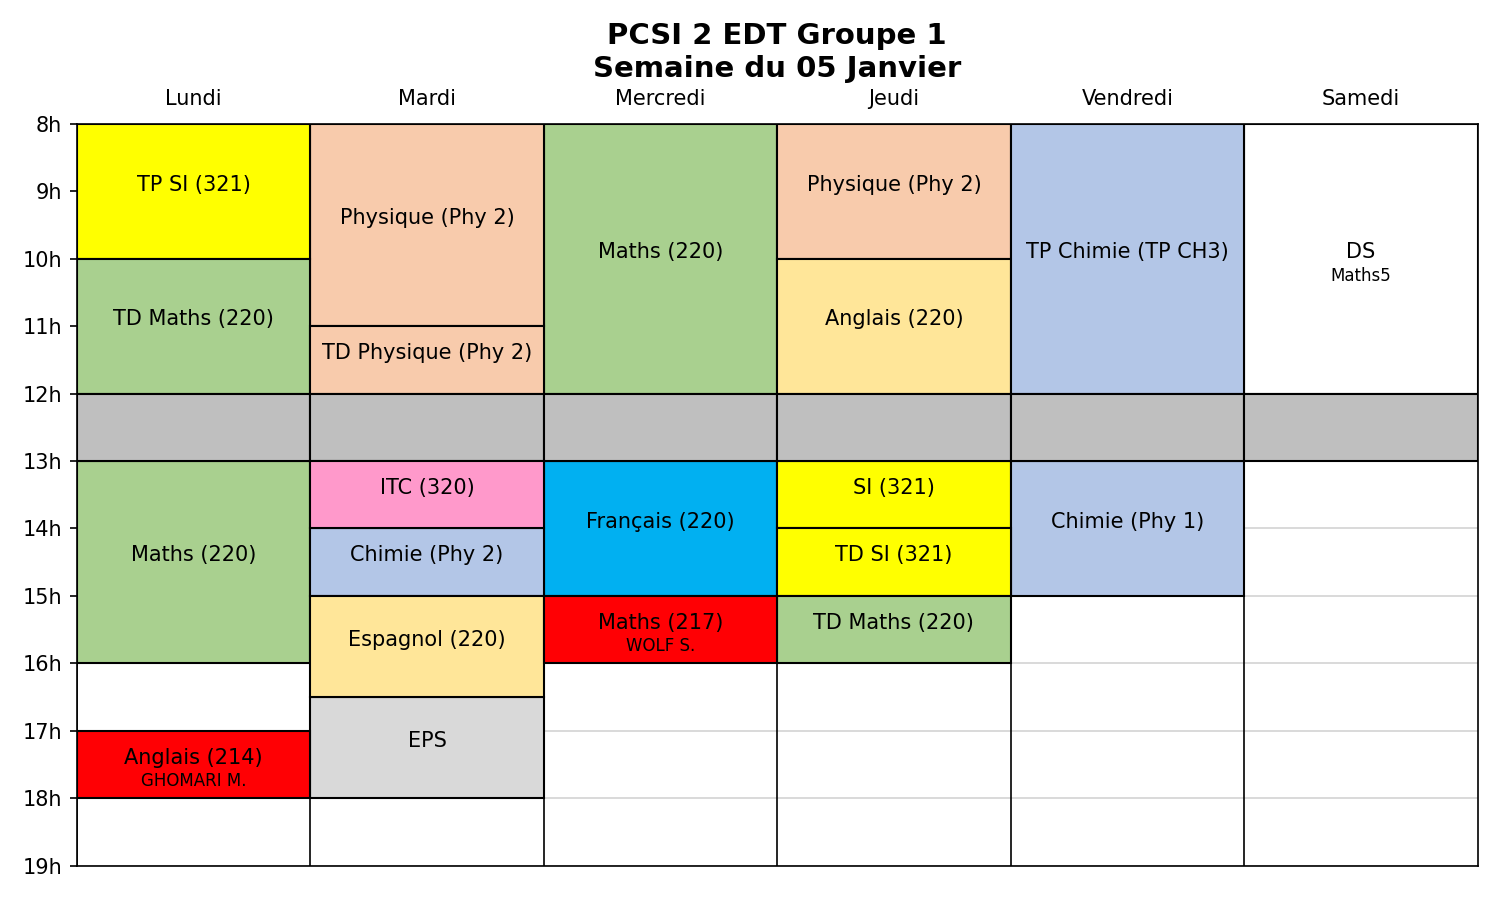 PCSI 2 EDT Groupe 1
Semaine du 05 Janvier
Lundi Mardi Mercredi Jeudi Vendredi Samedi
8h
9h
10h
11h
12h
13h
14h
15h
16h
17h
18h
19h
TP SI (321)
TD Maths (220)
Maths (220)
Anglais (214)
GHOMARI M.
Physique (Phy 2)
TD Physique (Phy 2)
ITC (320)
Chimie (Phy 2)
Espagnol (220)
EPS
Maths (220)
Français (220)
Maths (217)
WOLF S.
Physique (Phy 2)
Anglais (220)
SI (321)
TD SI (321)
TD Maths (220)
TP Chimie (TP CH3)
Chimie (Phy 1)
DS
Maths5